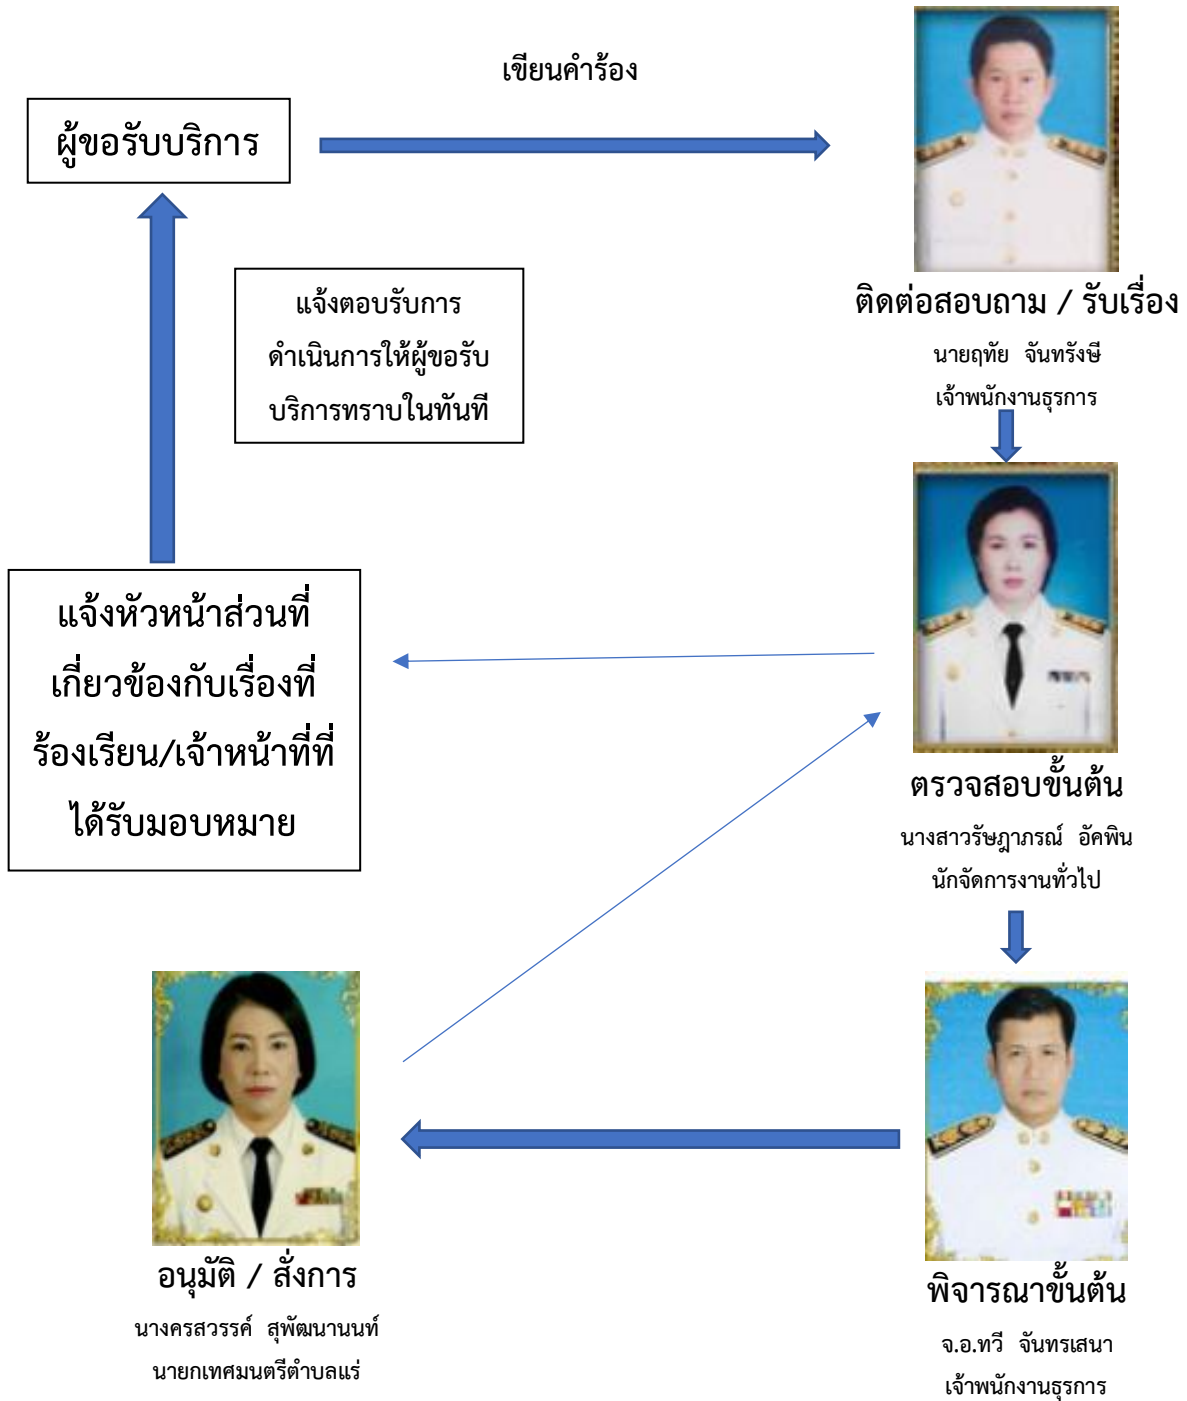 เขียนคำร้อง
ผู้ขอรับบริการ
แจ้งตอบรับการ
ดำเนินการให้ผู้ขอรับ
บริการทราบในทันที
ติดต่อสอบถาม / รับเรื่อง
นายฤทัย จันทรังษี
เจ้าพนักงานธุรการ
แจ้งหัวหน้าส่วนที่
เกี่ยวข้องกับเรื่องที่
ร้องเรียน/เจ้าหน้าที่ที่
ได้รับมอบหมาย
ตรวจสอบขั้นต้น
นางสาวรัษฎาภรณ์ อัคพิน
นักจัดการงานทั่วไป
อนุมัติ / สั่งการ
นางครสวรรค์ สุพัฒนานนท์
นายกเทศมนตรีตำบลแร่
พิจารณาขั้นต้น
จ.อ.ทวี จันทรเสนา
เจ้าพนักงานธุรการ